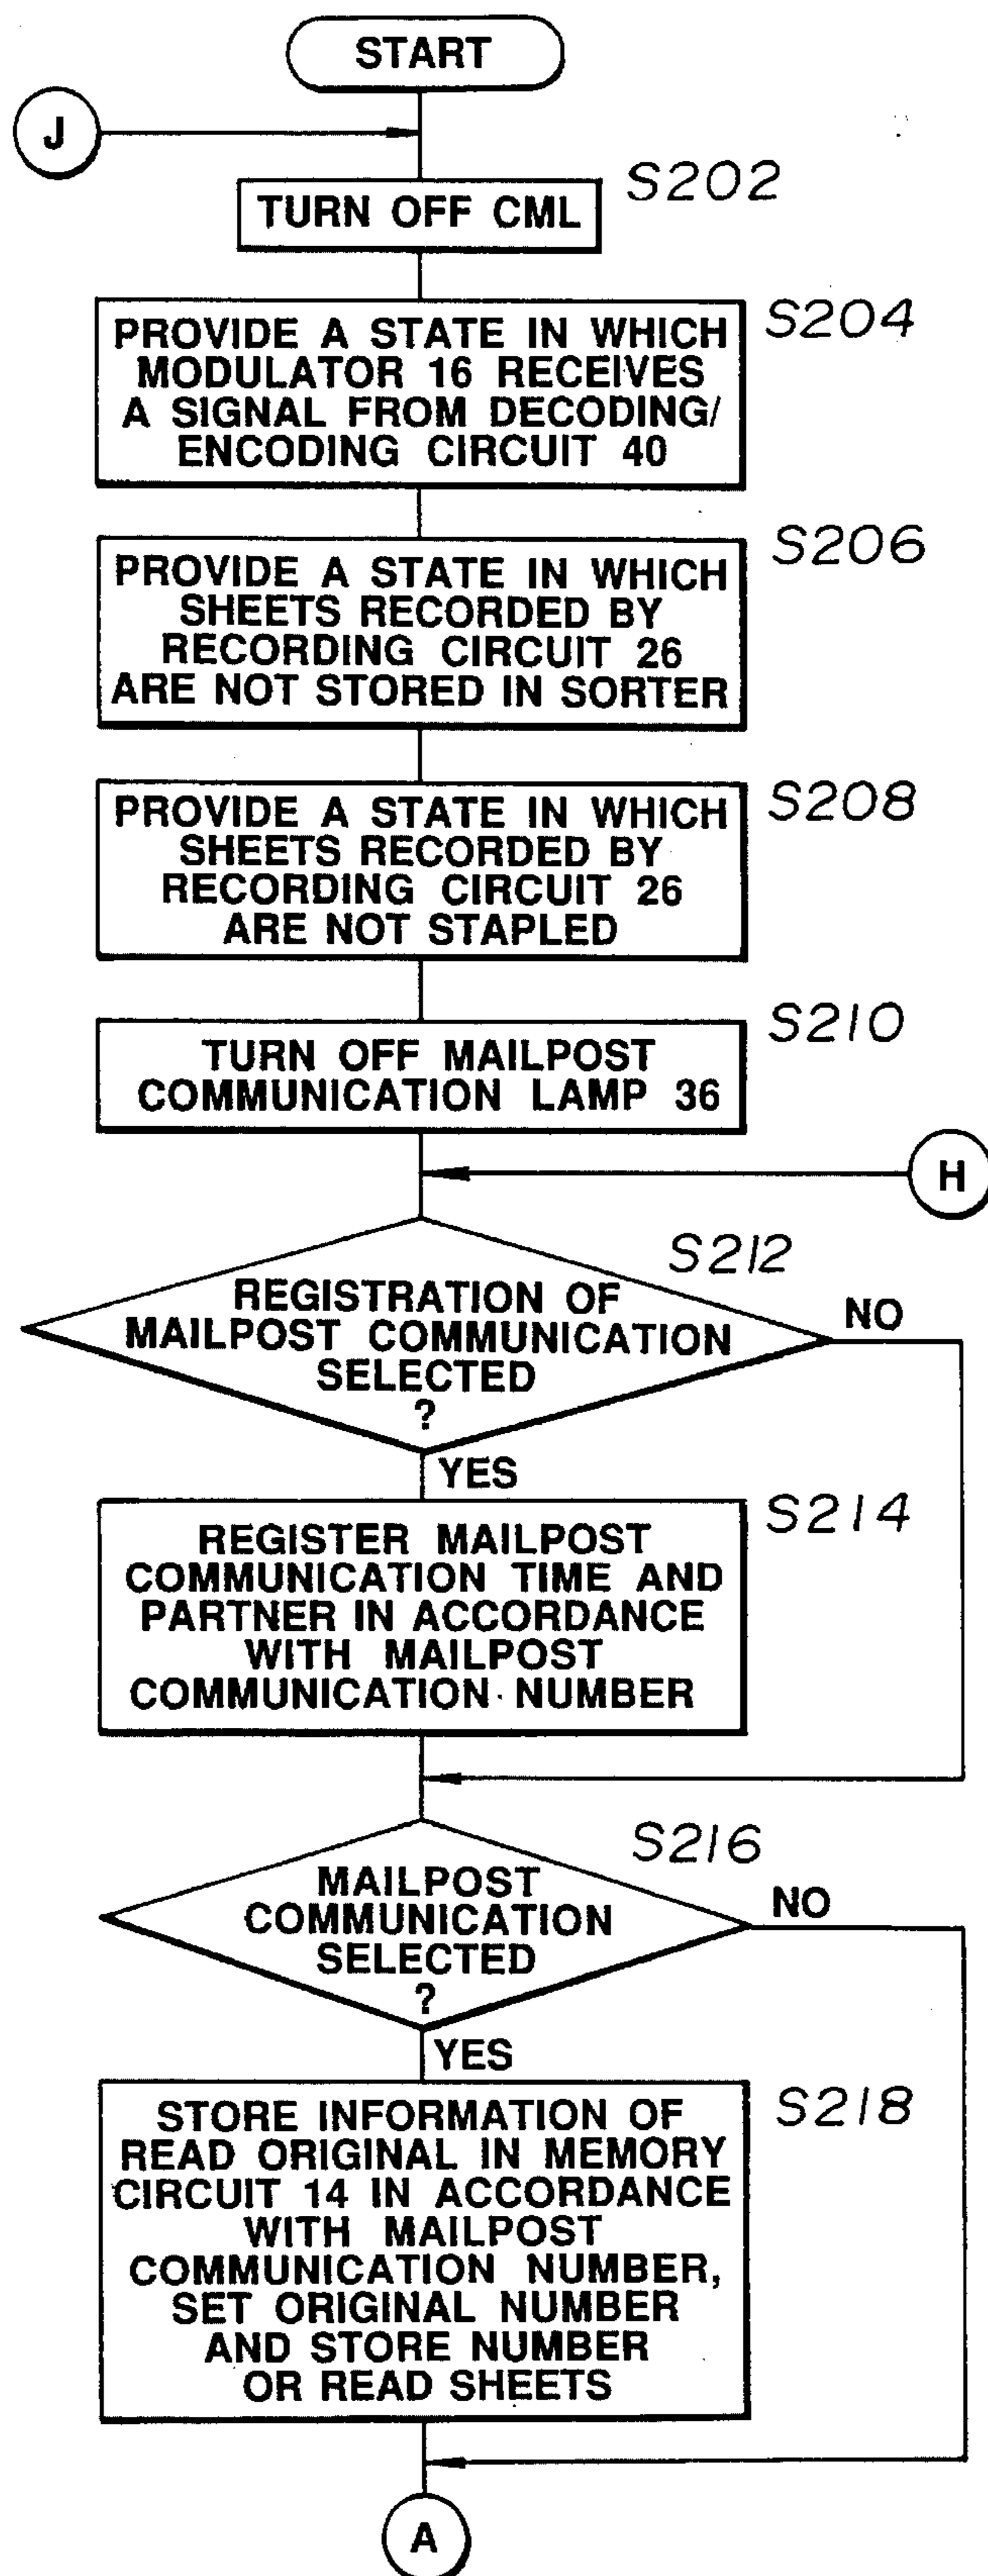 START
J
S202
TURN OFF CML
S204
PROVIDE A STATE IN WHICH
MODULATOR 16 RECEIVES
A SIGNAL FROM DECODING/
ENCODING CIRCUIT 40
S206
PROVIDE A STATE IN WHICH
SHEETS RECORDED BY
RECORDING CIRCUIT 26
ARE NOT STORED IN SORTER
S208
PROVIDE A STATE IN WHICH
SHEETS RECORDED BY
RECORDING CIRCUIT 26
ARE NOT STAPLED
S210
TURN OFF MAILPOST
COMMUNICATION LAMP 36
H
S212
REGISTRATION OF
MAILPOST COMMUNICATION
SELECTED
?
NO
YES
S214
REGISTER MAILPOST
COMMUNICATION TIME AND
PARTNER IN ACCORDANCE
WITH MAILPOST
COMMUNICATION NUMBER
S216
MAILPOST
COMMUNICATION
SELECTED
?
NO
YES
S218
STORE INFORMATION OF
READ ORIGINAL IN MEMORY
CIRCUIT 14 IN ACCORDANCE
WITH MAILPOST
COMMUNICATION NUMBER,
SET ORIGINAL NUMBER
AND STORE NUMBER
OR READ SHEETS
A